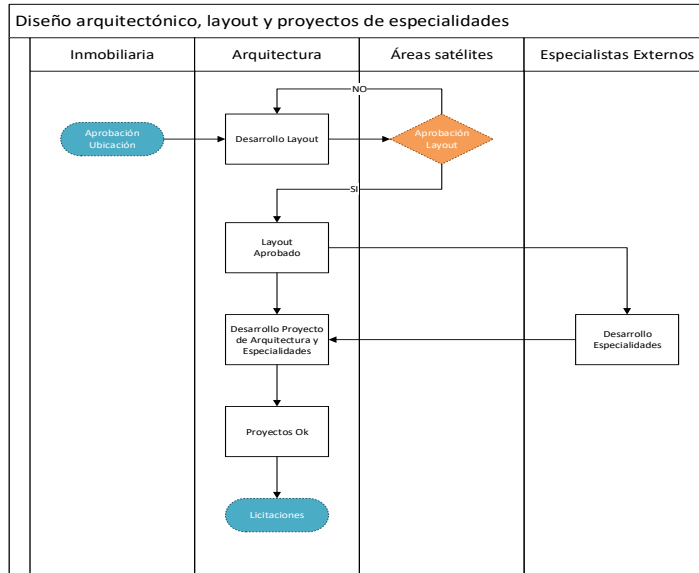 Diseño arquitectónico, layout y proyectos de especialidades
Inmobiliaria
Arquitectura
Áreas satélites
Especialistas Externos
NO
Aprobación
Ubicación
Desarrollo Layout
Aprobación
Layout
SI
Layout
Aprobado
Desarrollo Proyecto
de Arquitectura y
Especialidades
Desarrollo
Especialidades
Proyectos Ok
Licitaciones